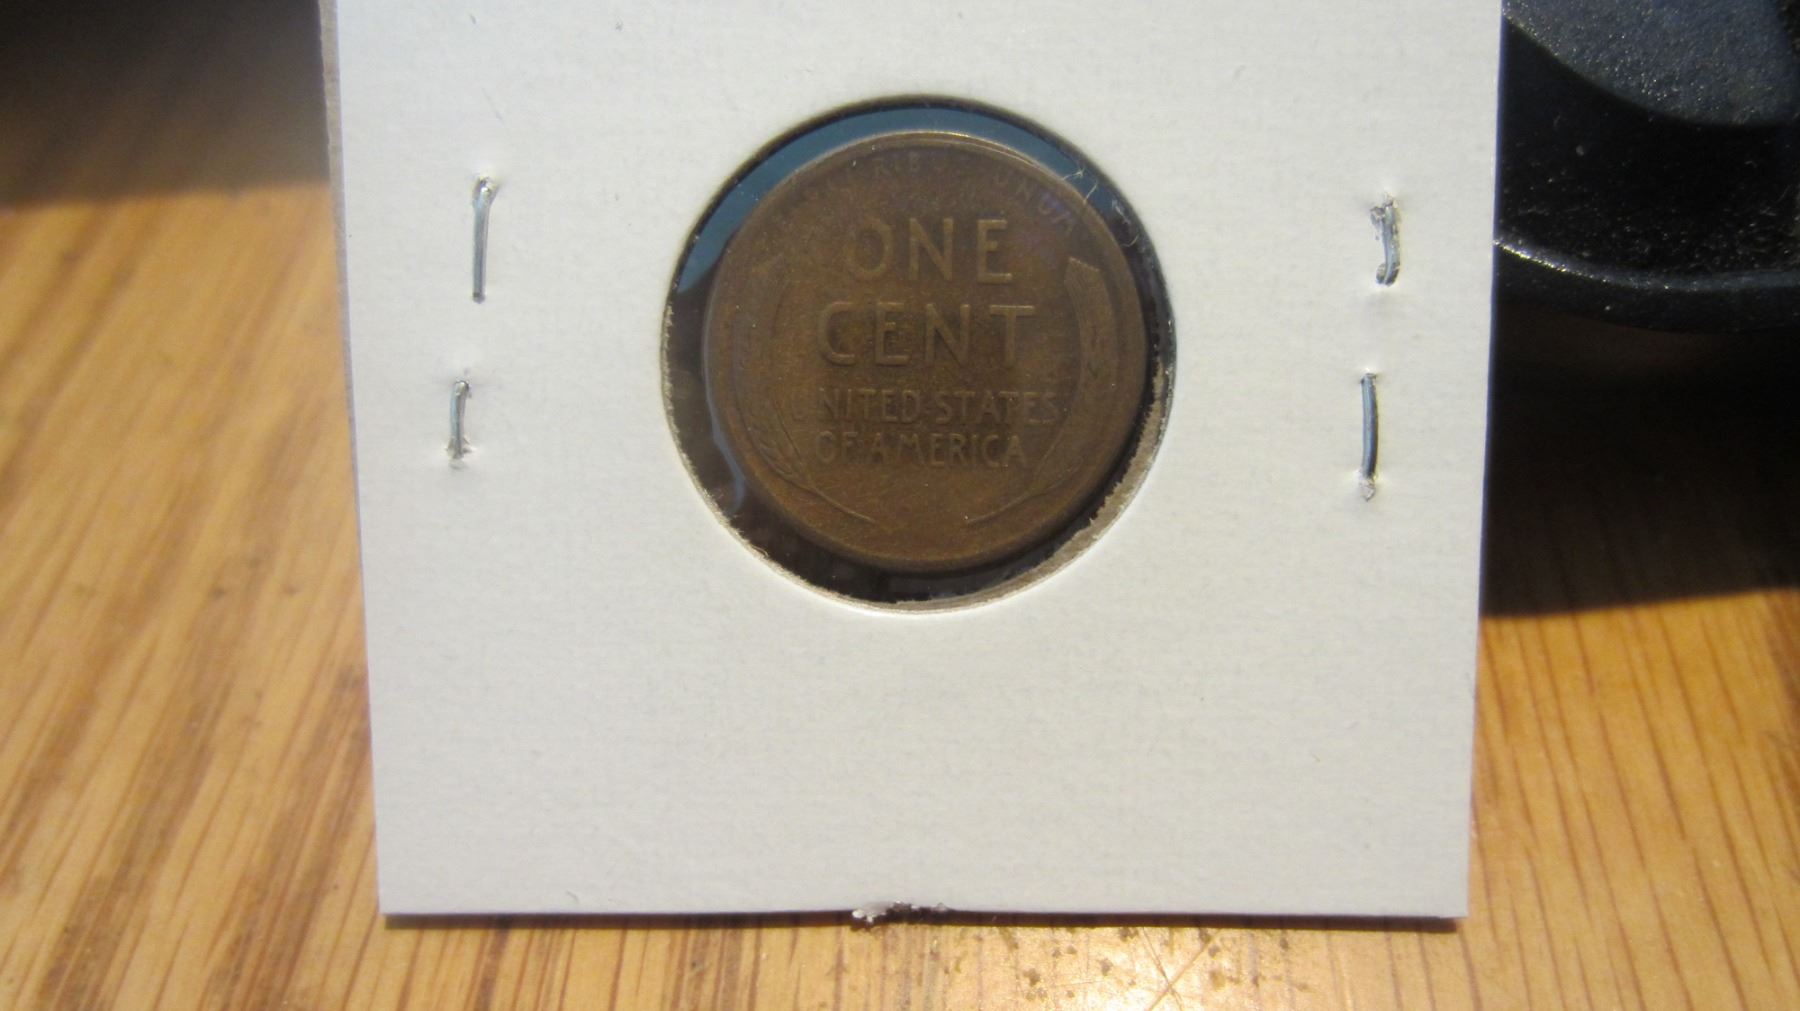 ONE
CENT
UNITED STATES
OF AMERICA